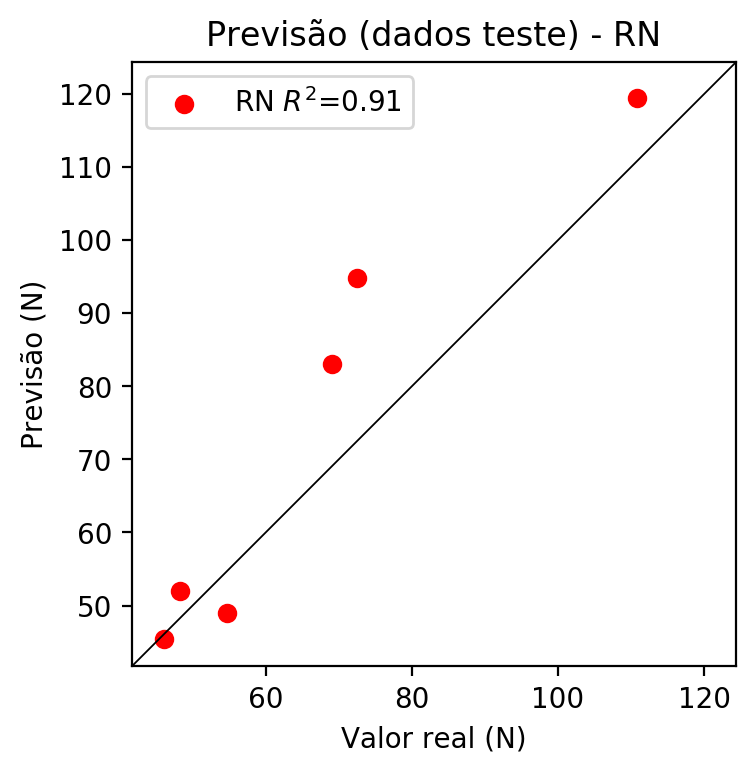 Previsão (dados teste) - RN
RN R²=0.91
120
110
100
90
80
70
60
50
Previsão (N)
60 80 100 120
Valor real (N)